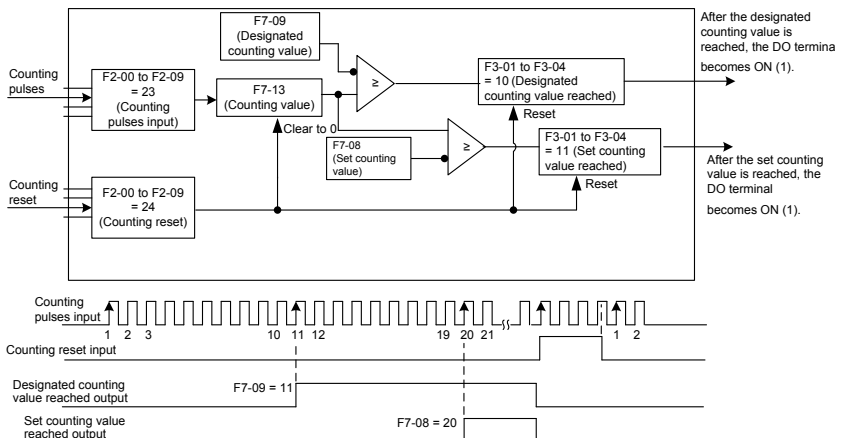 F7-09
(Designated
counting value)
After the designated
counting value is
reached, the DO termina
becomes ON (1).
Counting
pulses
F2-00 to F2-09
= 23
(Counting
pulses input)
F7-13
(Counting value)
≥
F3-01 to F3-04
= 10 (Designated
counting value reached)
Reset
Clear to 0
F7-08
(Set counting
value)
≥
F3-01 to F3-04
= 11 (Set counting
value reached)
Reset
After the set counting
value is reached, the
DO terminal
becomes ON (1).
Counting
reset
F2-00 to F2-09
= 24
(Counting reset)
Counting
pulses input
1 2 3 10 11 12 19 20 21 1 2
Counting reset input
Designated counting
value reached output
F7-09 = 11
Set counting value
reached output
F7-08 = 20